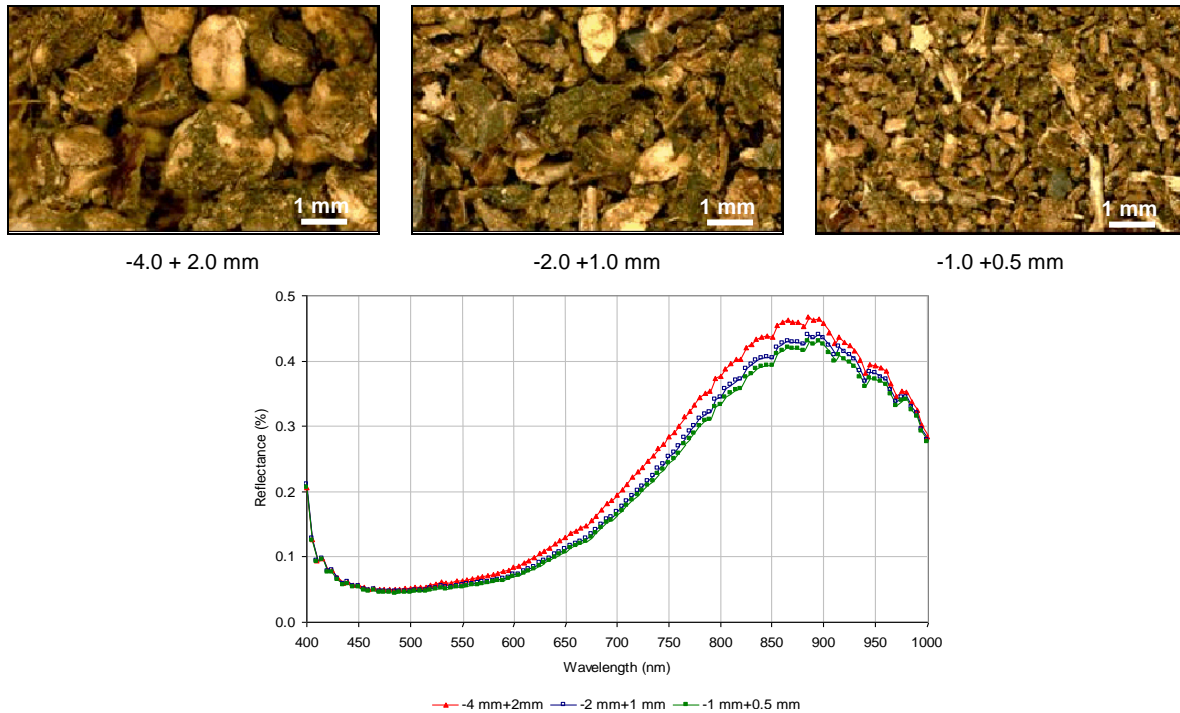 1 mm
1 mm
1 mm
-4.0 + 2.0 mm
-2.0 +1.0 mm
-1.0 +0.5 mm
0.5
0.4
0.3
0.2
0.1
0.0
Reflectance (%)
400 450 500 550 600 650 700 750 800 850 900 950 1000
Wavelength (nm)
-4 mm+2mm -2 mm+1 mm -1 mm+0.5 mm